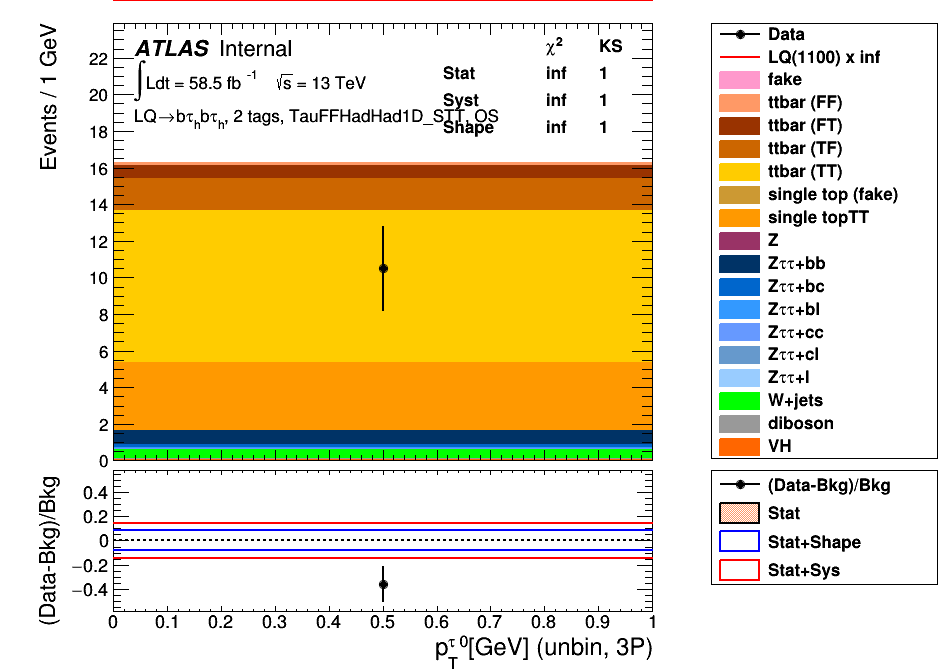 ATLAS Internal
∫Ldt = 58.5 fb⁻¹ √s = 13 TeV
LQ→bτ_h bτ_h, 2 tags, TauFFHadHad1D_STT, OS
χ² KS
Stat inf 1
Syst inf 1
Shape inf 1
Events / 1 GeV
22
20
18
16
14
12
10
8
6
4
2
0
Data
LQ(1100) x inf
fake
ttbar (FF)
ttbar (FT)
ttbar (TF)
ttbar (TT)
single top (fake)
single topTT
Z
Zττ+bb
Zττ+bc
Zττ+bl
Zττ+cc
Zττ+cl
Zττ+l
W+jets
diboson
VH
(Data-Bkg)/Bkg
0.4
0.2
0
−0.2
−0.4
0 0.1 0.2 0.3 0.4 0.5 0.6 0.7 0.8 0.9 1
p_T^τ 0[GeV] (unbin, 3P)
(Data-Bkg)/Bkg
Stat
Stat+Shape
Stat+Sys